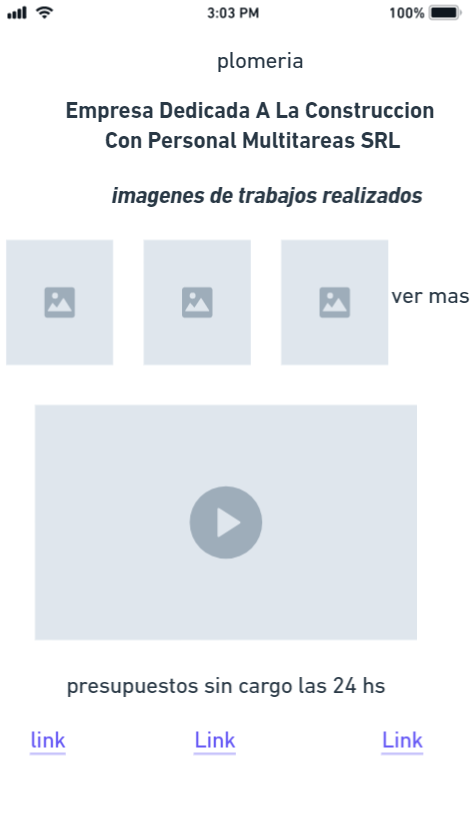 3:03 PM 100%
plomeria
Empresa Dedicada A La Construccion
Con Personal Multitareas SRL
imagenes de trabajos realizados
ver mas
presupuestos sin cargo las 24 hs
link Link Link